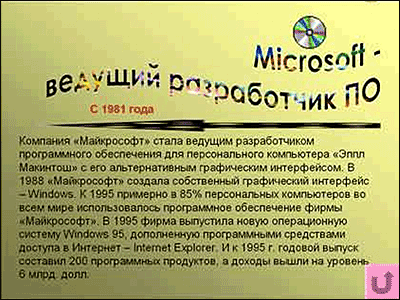 Microsoft -
ведущий разработчик ПО
С 1981 года
Компания «Майкрософт» стала ведущим разработчиком
программного обеспечения для персонального компьютера «Эппл
Макинтош» с его альтернативным графическим интерфейсом. В
1988 «Майкрософт» создала собственный графический интерфейс
– Windows. К 1995 примерно в 85% персональных компьютеров во
всем мире использовалось программное обеспечение фирмы
«Майкрософт». В 1995 фирма выпустила новую операционную
систему Windows 95, дополненную программными средствами
доступа в Интернет – Internet Explorer. И к 1995 г. годовой выпуск
составил 200 программных продуктов, а доходы вышли на уровень
6 млрд. долл.